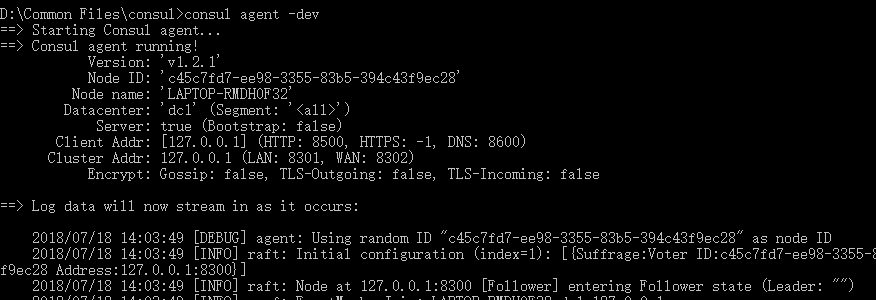 D:\Common Files\consul>consul agent -dev
==> Starting Consul agent...
==> Consul agent running!
Version: 'v1.2.1'
Node ID: 'c45c7fd7-ee98-3355-83b5-394c43f9ec28'
Node name: 'LAPTOP-RMDHOF32'
Datacenter: 'dc1' (Segment: '<all>')
Server: true (Bootstrap: false)
Client Addr: [127.0.0.1] (HTTP: 8500, HTTPS: -1, DNS: 8600)
Cluster Addr: 127.0.0.1 (LAN: 8301, WAN: 8302)
Encrypt: Gossip: false, TLS-Outgoing: false, TLS-Incoming: false
==> Log data will now stream in as it occurs:
2018/07/18 14:03:49 [DEBUG] agent: Using random ID "c45c7fd7-ee98-3355-83b5-394c43f9ec28" as node ID
2018/07/18 14:03:49 [INFO] raft: Initial configuration (index=1): [{Suffrage:Voter ID:c45c7fd7-ee98-3355-8
f9ec28 Address:127.0.0.1:8300}]
2018/07/18 14:03:49 [INFO] raft: Node at 127.0.0.1:8300 [Follower] entering Follower state (Leader: "")